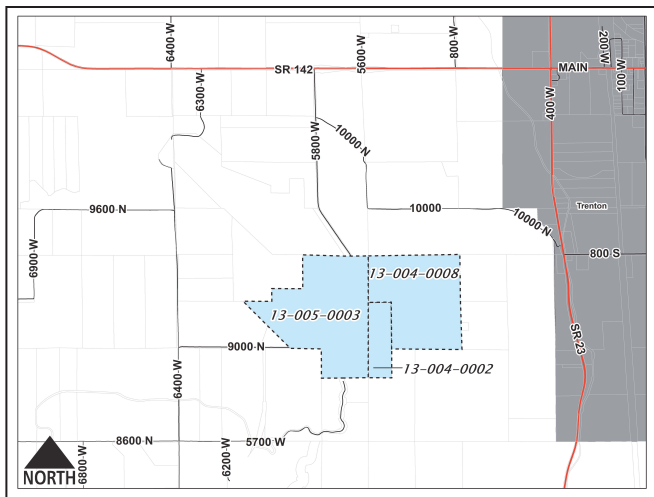 6400 W
800 W
5600 W
200 W
SR 142
MAIN
100 W
6300 W
400 W
5800 W
10000 N
9600 N
10000
10000 N
Trenton
6900 W
800 S
13-004-0008
13-005-0003
SR 23
9000 N
13-004-0002
6400 W
8600 N
5700 W
6800 W
6200 W
NORTH